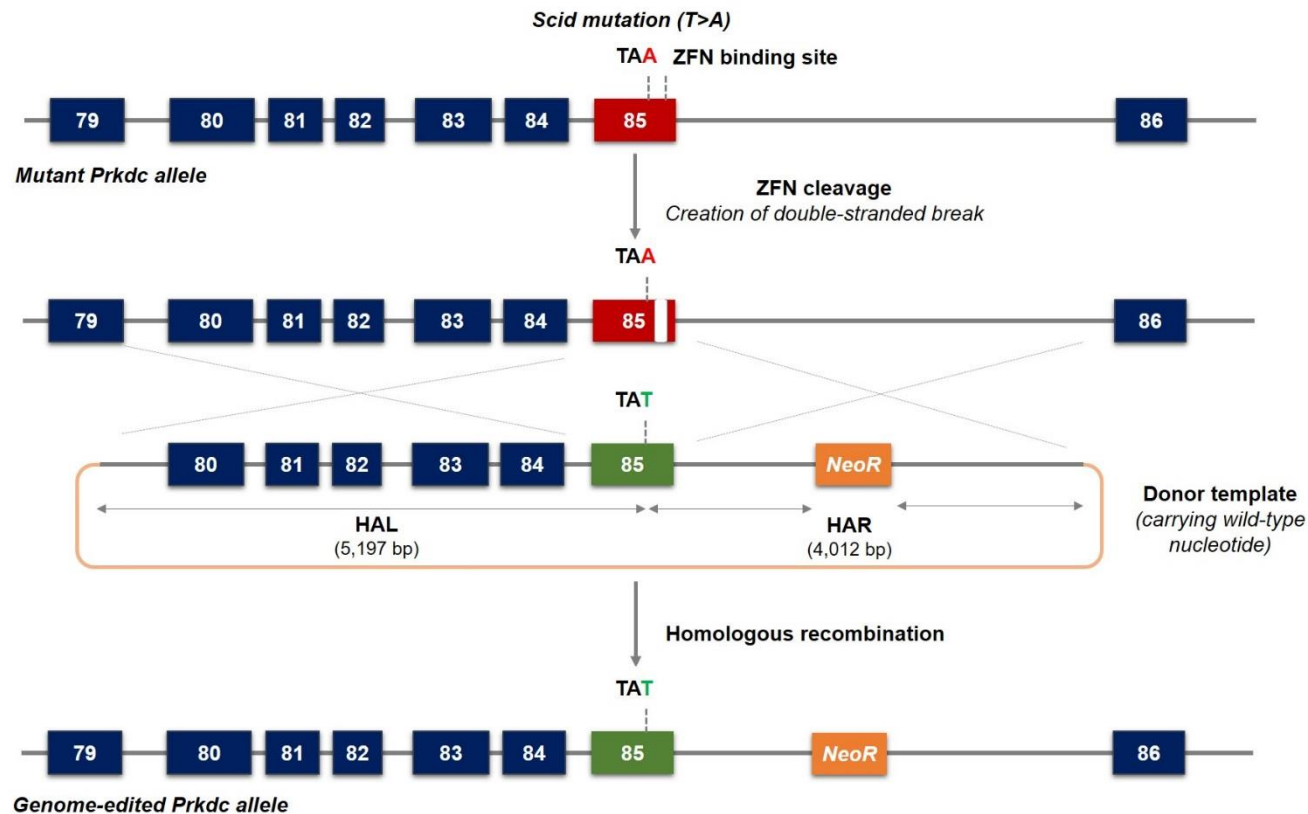 Scid mutation (T>A)
TAA ZFN binding site
79 80 81 82 83 84 85 86
Mutant Prkdc allele
ZFN cleavage
Creation of double-stranded break
TAA
79 80 81 82 83 84 85 86
TAT
80 81 82 83 84 85 NeoR
HAL
(5,197 bp)
HAR
(4,012 bp)
Donor template
(carrying wild-type
nucleotide)
Homologous recombination
TAT
79 80 81 82 83 84 85 NeoR 86
Genome-edited Prkdc allele